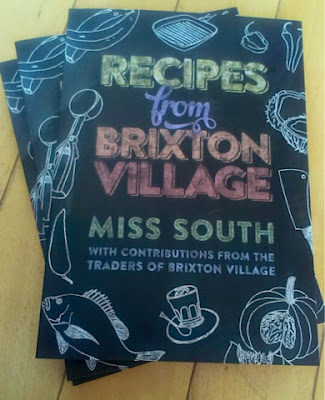 RECIPES
from
BRIXTON
VILLAGE
MISS SOUTH
WITH CONTRIBUTIONS FROM THE
TRADERS OF BRIXTON VILLAGE